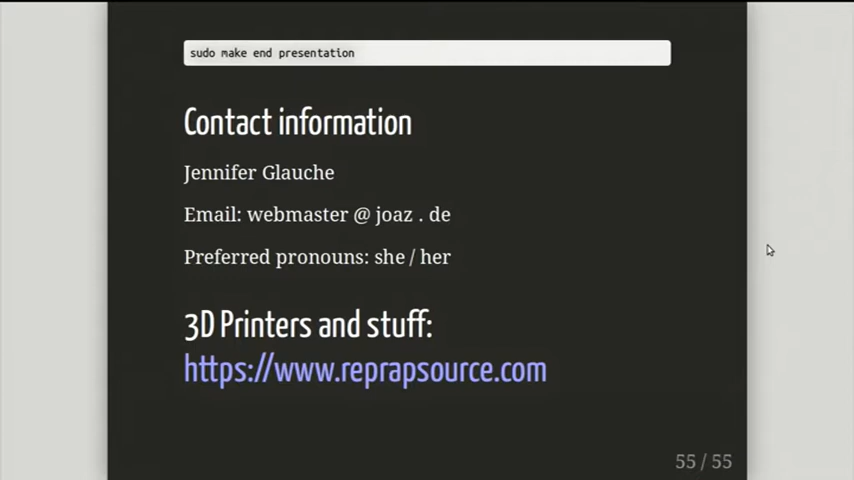 sudo make end presentation
Contact information
Jennifer Glauche
Email: webmaster @ joaz . de
Preferred pronouns: she / her
3D Printers and stuff:
https://www.reprapsource.com
55 / 55